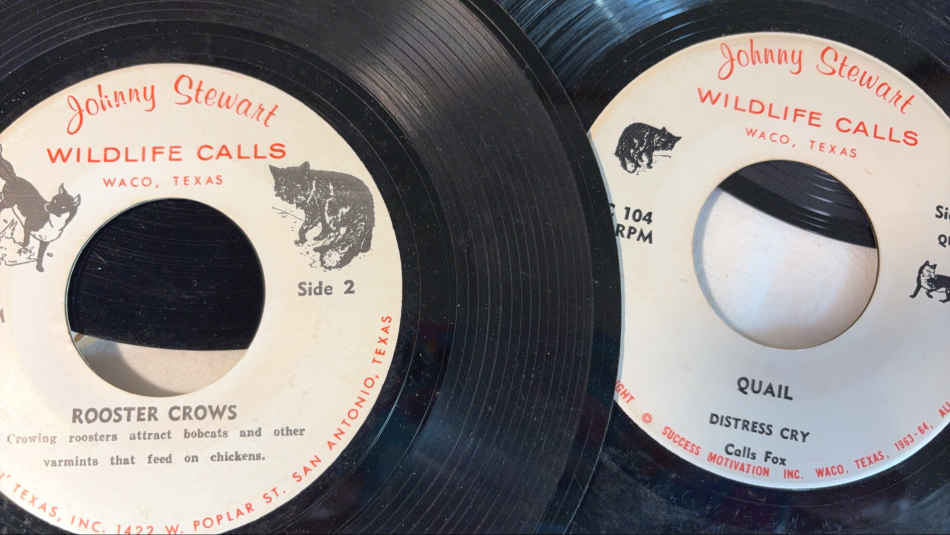 Johnny Stewart
WILDLIFE CALLS
WACO, TEXAS
Side 2
ROOSTER CROWS
Crowing roosters attract bobcats and other
varmints that feed on chickens.
TEXAS, INC. 1422 W. POPLAR ST. SAN ANTONIO, TEXAS
Johnny Stewart
WILDLIFE CALLS
WACO, TEXAS
104
RPM
QUAIL
DISTRESS CRY
Calls Fox
© SUCCESS MOTIVATION INC. WACO, TEXAS, 1963-64,